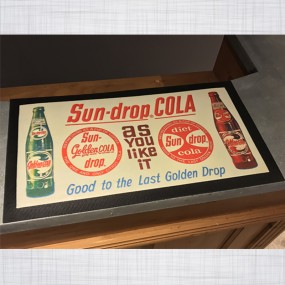 Sun-drop® COLA
Sun-
Golden COLA
drop®
as
you
like
it
diet
Sun drop®
cola
Good to the Last Golden Drop